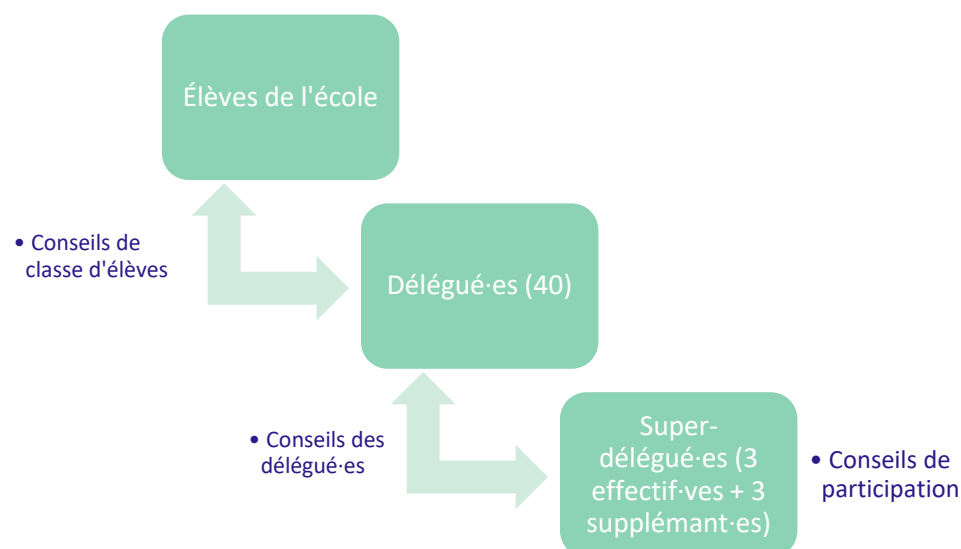 Élèves de l'école
• Conseils de
classe d'élèves
Délégué·es (40)
• Conseils des
délégué·es
Super-
délégué·es (3
effectif·ves + 3
supplémant·es)
• Conseils de
participation